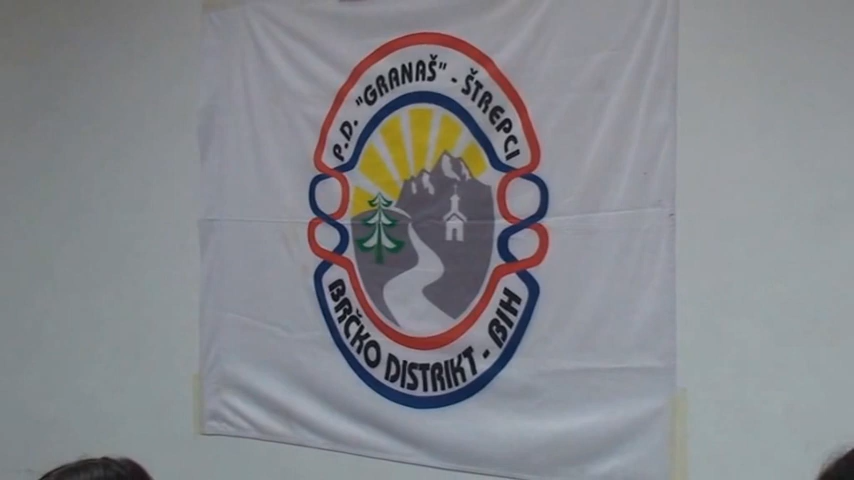 P.D. "GRANAŠ" - ŠTREPCI
BRČKO DISTRIKT - BIH